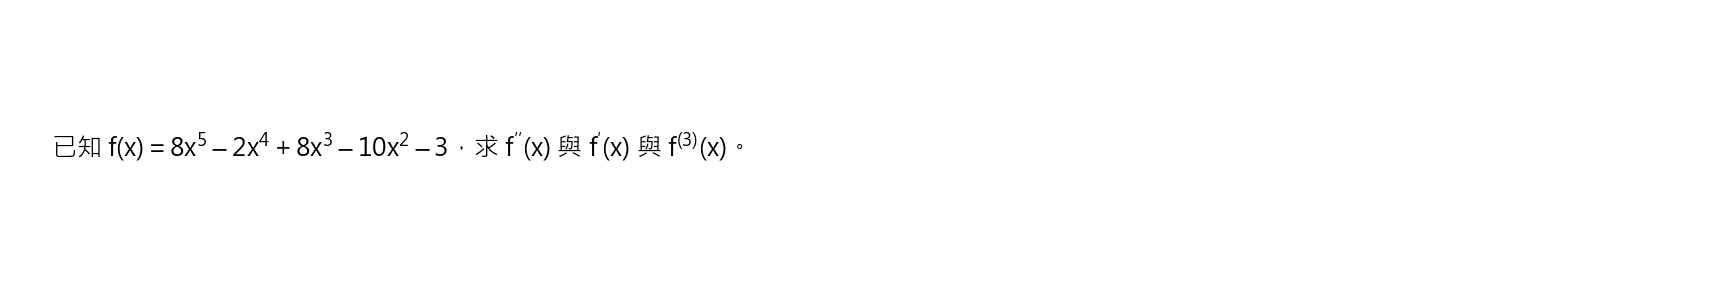 已知 f(x) = 8x⁵ – 2x⁴ + 8x³ – 10x² – 3，求 f′′(x) 與 f′(x) 與 f⁽³⁾(x)。